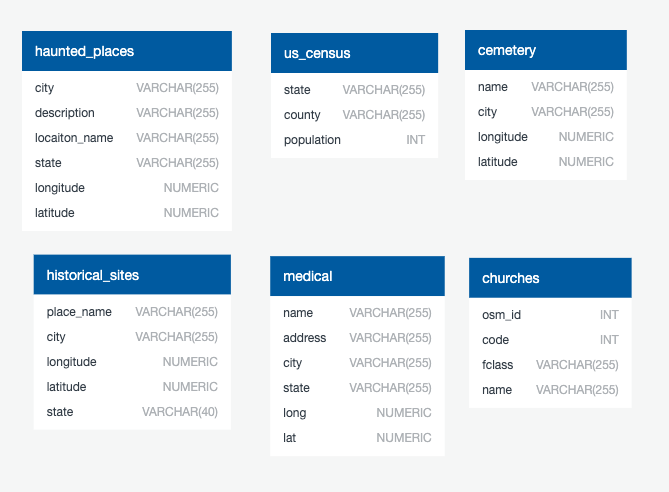 haunted_places
city VARCHAR(255)
description VARCHAR(255)
locaiton_name VARCHAR(255)
state VARCHAR(255)
longitude NUMERIC
latitude NUMERIC
us_census
state VARCHAR(255)
county VARCHAR(255)
population INT
cemetery
name VARCHAR(255)
city VARCHAR(255)
longitude NUMERIC
latitude NUMERIC
historical_sites
place_name VARCHAR(255)
city VARCHAR(255)
longitude NUMERIC
latitude NUMERIC
state VARCHAR(40)
medical
name VARCHAR(255)
address VARCHAR(255)
city VARCHAR(255)
state VARCHAR(255)
long NUMERIC
lat NUMERIC
churches
osm_id INT
code INT
fclass VARCHAR(255)
name VARCHAR(255)